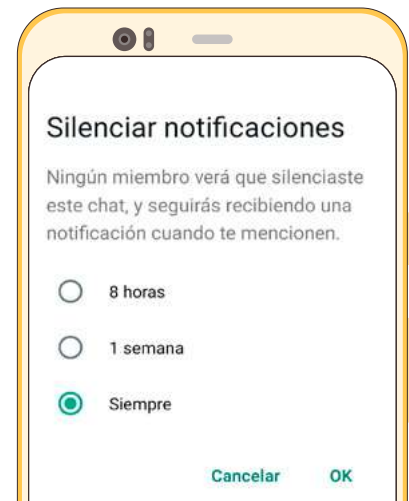 Silenciar notificaciones
Ningún miembro verá que silenciaste
este chat, y seguirás recibiendo una
notificación cuando te mencionen.
8 horas
1 semana
Siempre
Cancelar OK